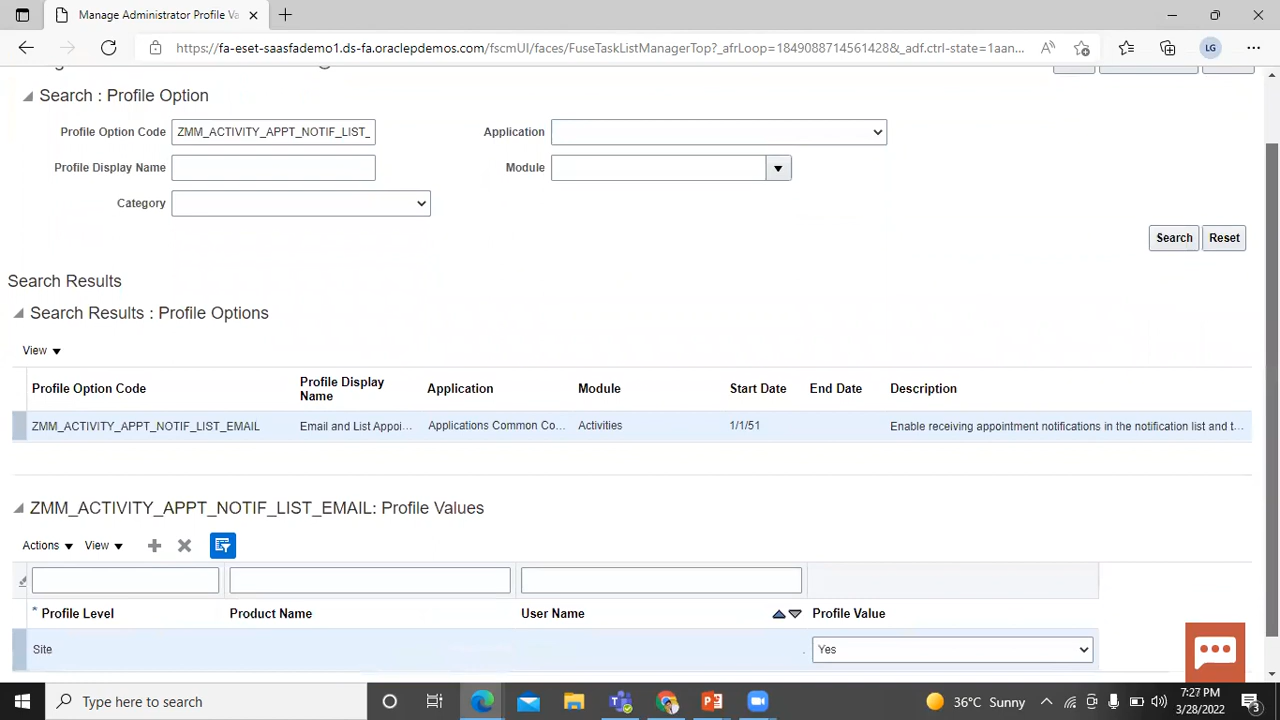 Manage Administrator Profile Va
https://fa-eset-saasfademo1.ds-fa.oraclepdemos.com/fscmUI/faces/FuseTaskListManagerTop?_afrLoop=18490887145614​28&_adf.ctrl-state=1aan...
LG
Search : Profile Option
Profile Option Code ZMM_ACTIVITY_APPT_NOTIF_LIST_ Application
Profile Display Name Module
Category
Search Reset
Search Results
Search Results : Profile Options
View
Profile Option Code Profile Display Name Application Module Start Date End Date Description
ZMM_ACTIVITY_APPT_NOTIF_LIST_EMAIL Email and List Appoi... Applications Common Co... Activities 1/1/51 Enable receiving appointment notifications in the notification list and t...
ZMM_ACTIVITY_APPT_NOTIF_LIST_EMAIL: Profile Values
Actions View
* Profile Level Product Name User Name Profile Value
Site Yes
Type here to search 36°C Sunny 7:27 PM
3/28/2022 3